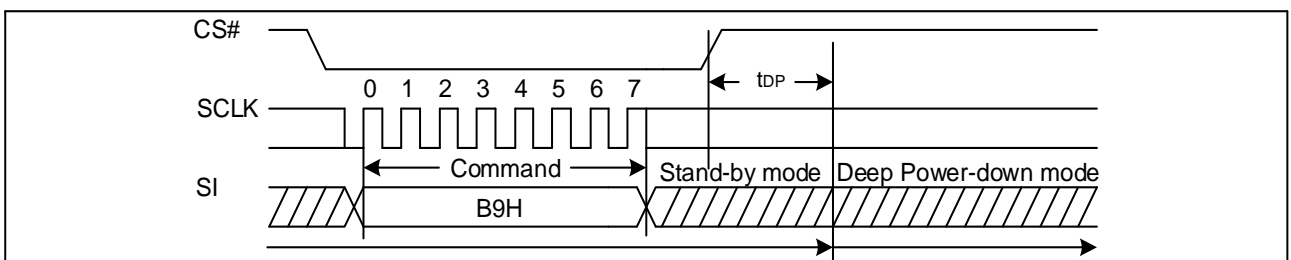 CS#
tDP
0 1 2 3 4 5 6 7
SCLK
Command
Stand-by mode Deep Power-down mode
SI
B9H